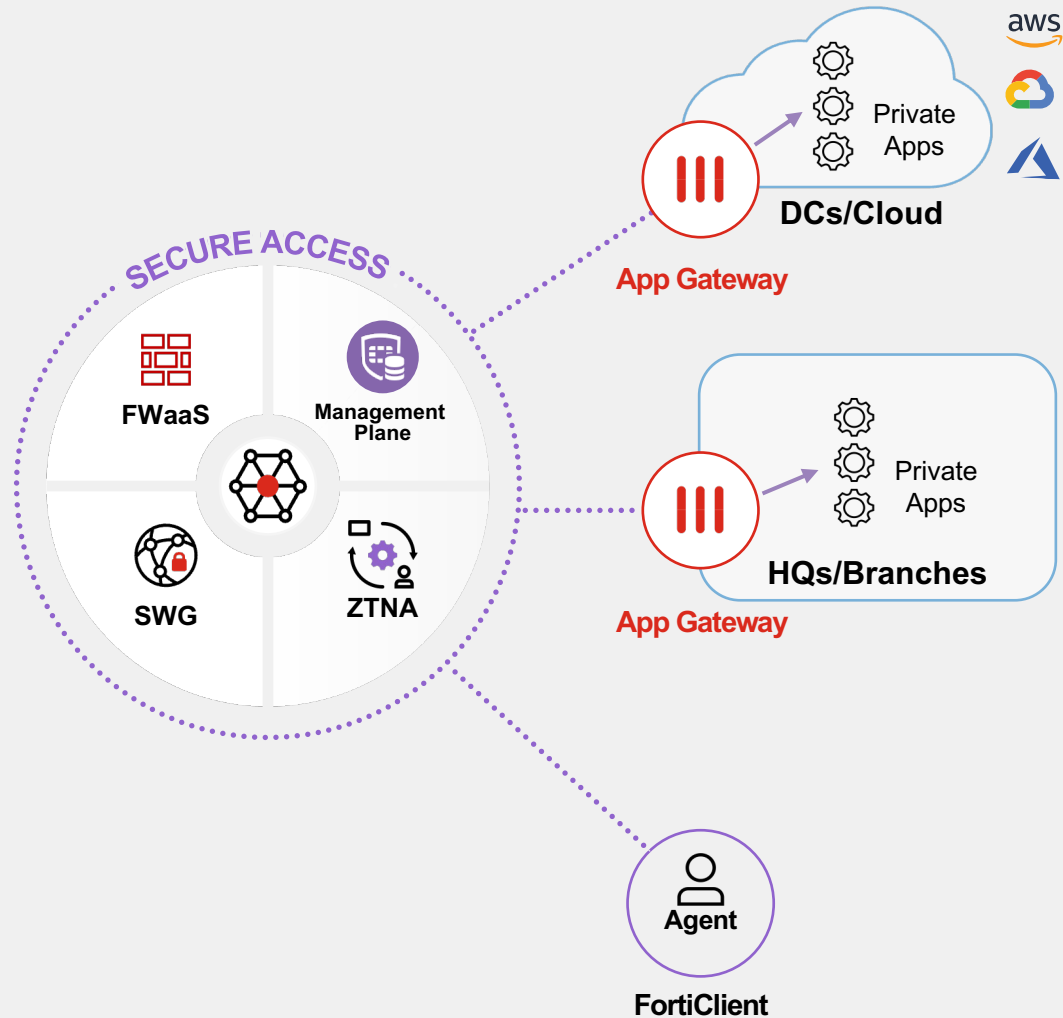 aws
Private
Apps
DCs/Cloud
App Gateway
SECURE ACCESS
FWaaS
Management
Plane
SWG
ZTNA
Private
Apps
HQs/Branches
App Gateway
Agent
FortiClient